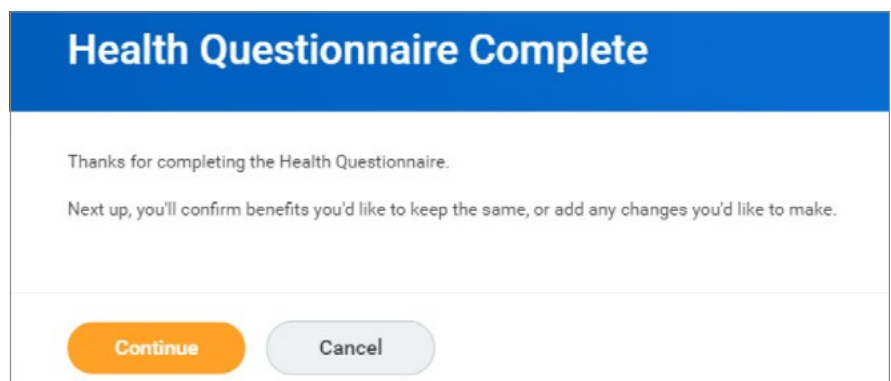 Health Questionnaire Complete
Thanks for completing the Health Questionnaire.
Next up, you'll confirm benefits you'd like to keep the same, or add any changes you'd like to make.
Continue
Cancel